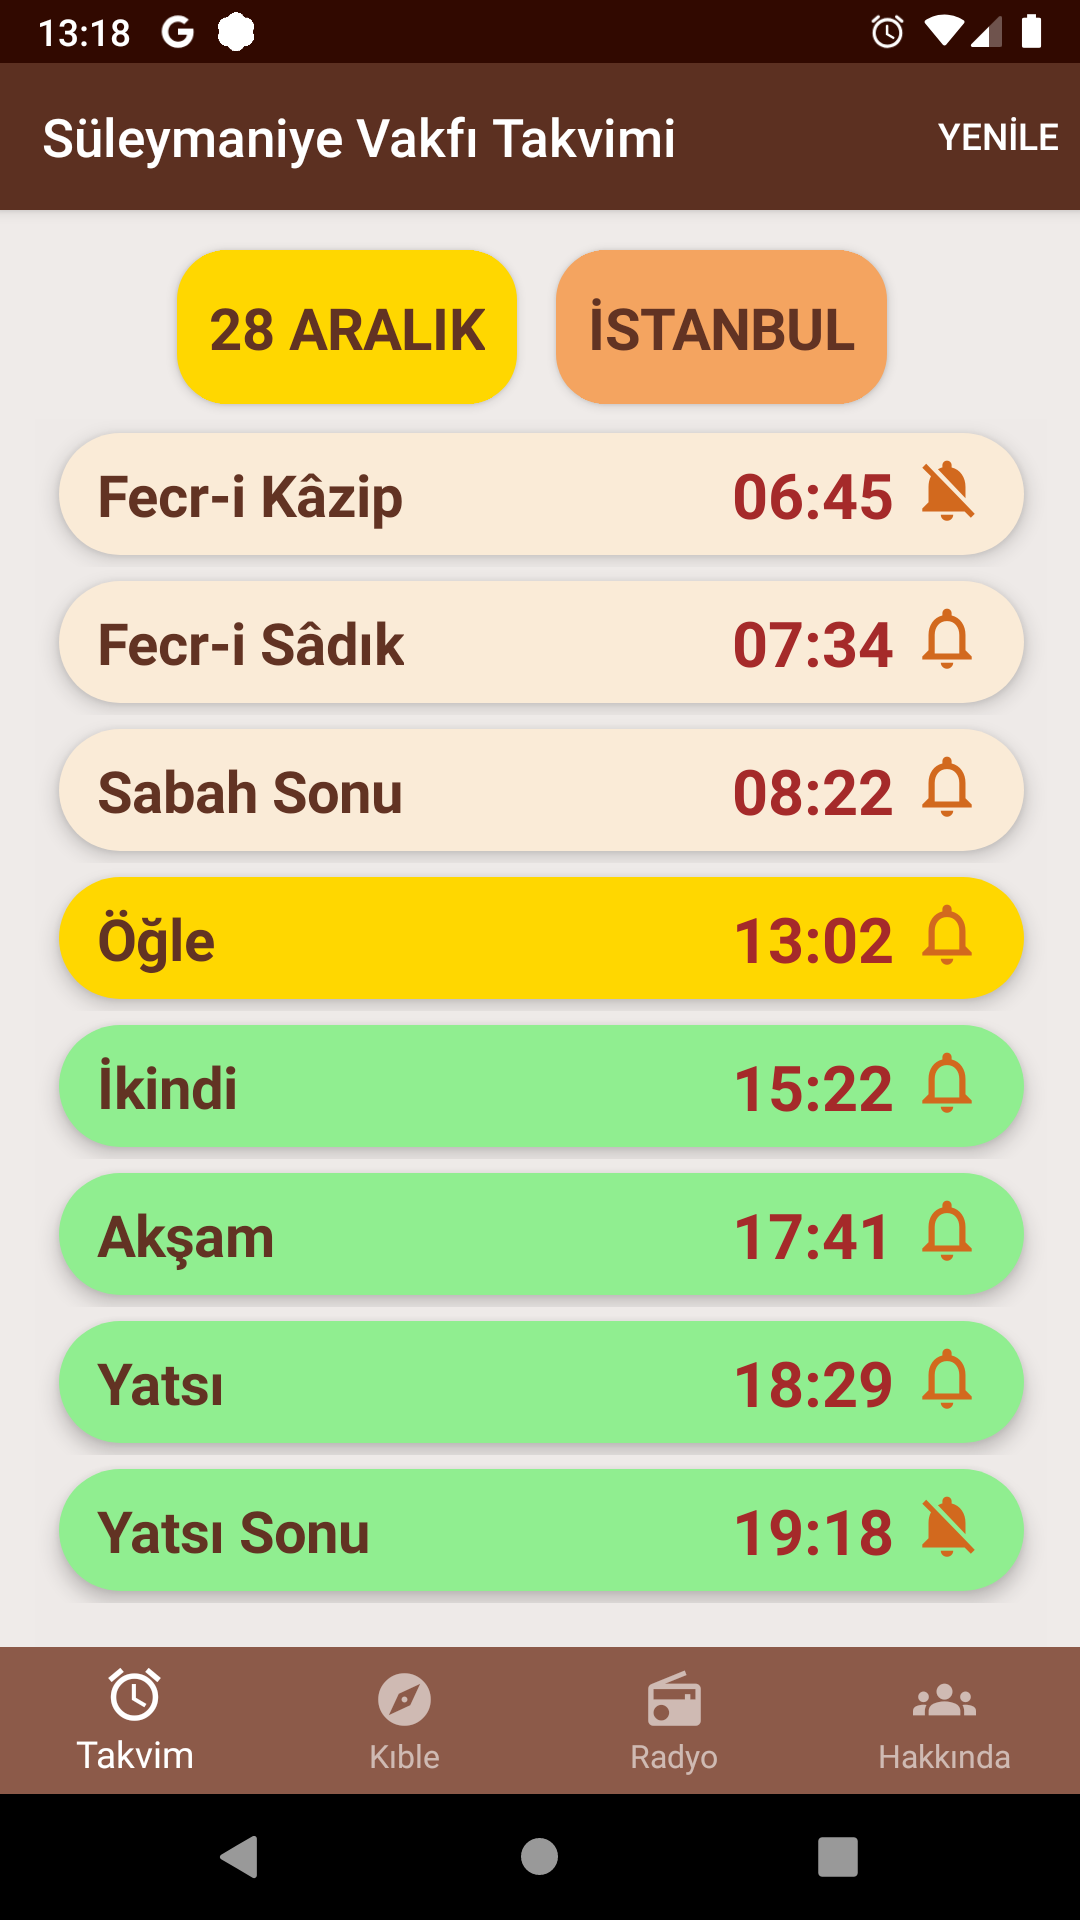 13:18
Süleymaniye Vakfı Takvimi YENİLE
28 ARALIK İSTANBUL
Fecr-i Kâzip 06:45
Fecr-i Sâdık 07:34
Sabah Sonu 08:22
Öğle 13:02
İkindi 15:22
Akşam 17:41
Yatsı 18:29
Yatsı Sonu 19:18
Takvim Kıble Radyo Hakkında